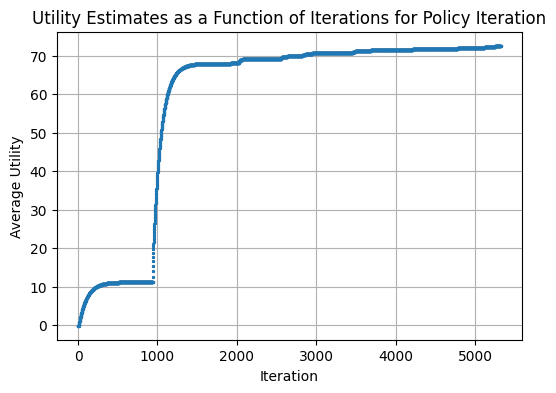 Utility Estimates as a Function of Iterations for Policy Iteration
70
60
50
40
30
20
10
0
Average Utility
0 1000 2000 3000 4000 5000
Iteration